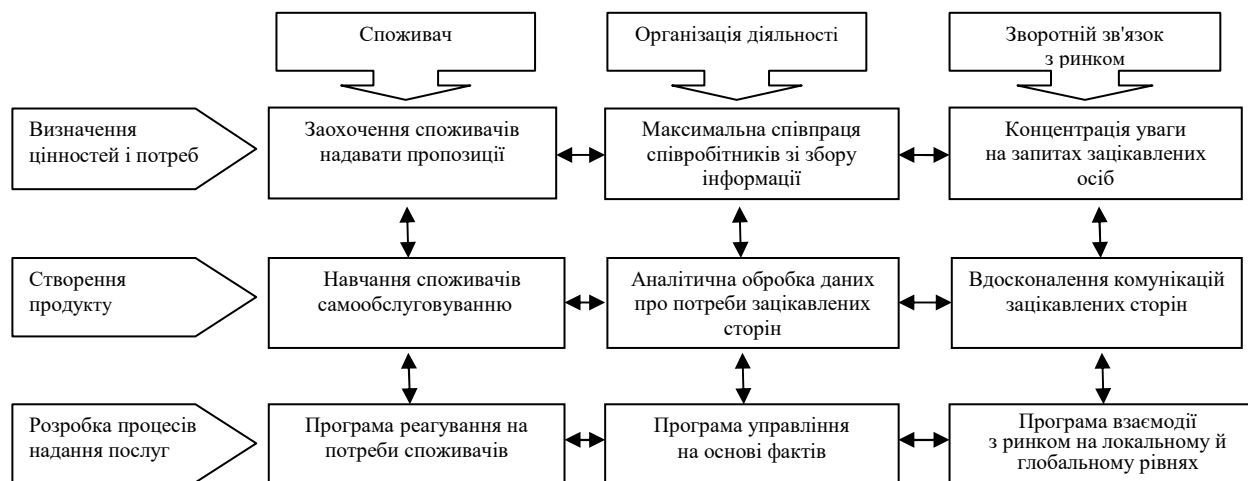 Споживач
Організація діяльності
Зворотній зв'язок
з ринком
Визначення
цінностей і потреб
Заохочення споживачів
надавати пропозиції
Максимальна співпраця
співробітників зі збору
інформації
Концентрація уваги
на запитах зацікавлених
осіб
Створення
продукту
Навчання споживачів
самообслуговуванню
Аналітична обробка даних
про потреби зацікавлених
сторін
Вдосконалення комунікацій
зацікавлених сторін
Розробка процесів
надання послуг
Програма реагування на
потреби споживачів
Програма управління
на основі фактів
Програма взаємодії
з ринком на локальному й
глобальному рівнях